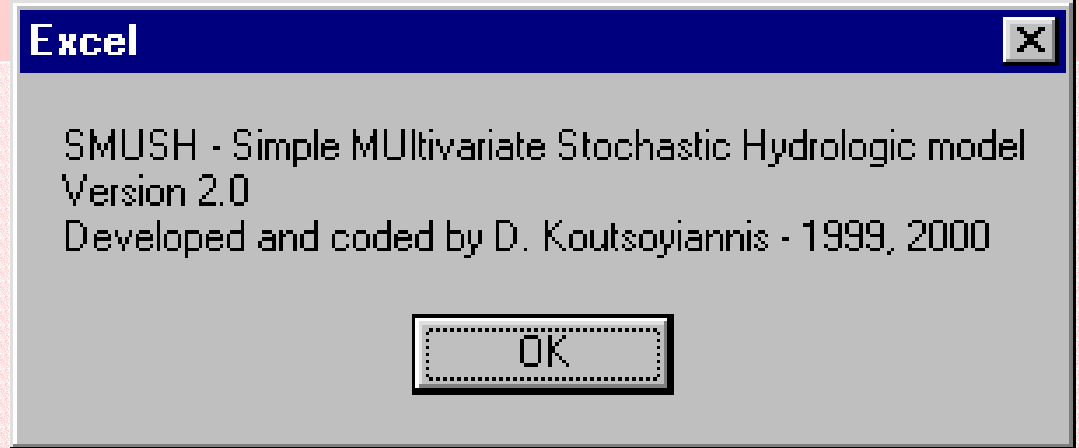 Excel
SMUSH - Simple MUltivariate Stochastic Hydrologic model
Version 2.0
Developed and coded by D. Koutsoyiannis - 1999, 2000
OK